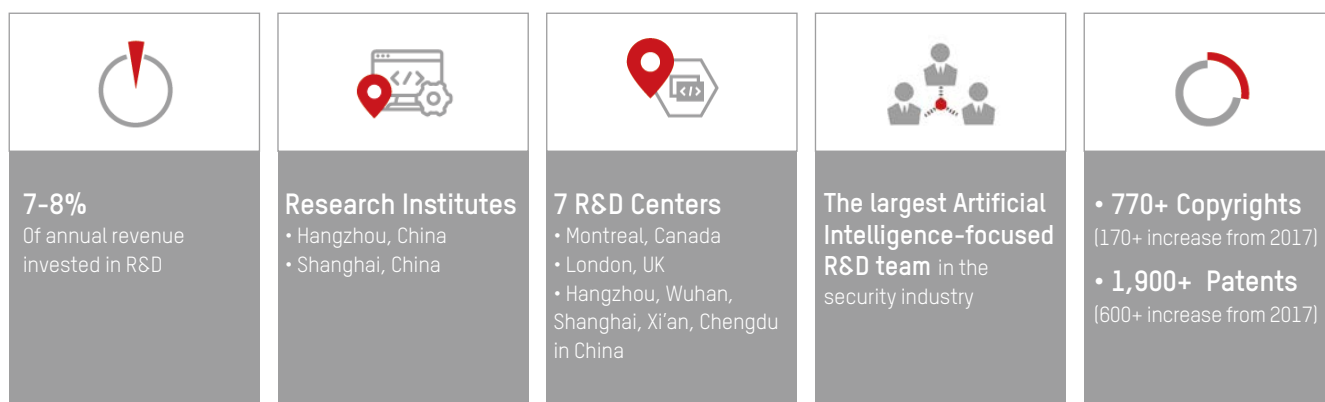 7-8%
Of annual revenue
invested in R&D
Research Institutes
• Hangzhou, China
• Shanghai, China
7 R&D Centers
• Montreal, Canada
• London, UK
• Hangzhou, Wuhan,
Shanghai, Xi’an, Chengdu
in China
The largest Artificial
Intelligence-focused
R&D team in the
security industry
• 770+ Copyrights
(170+ increase from 2017)
• 1,900+ Patents
(600+ increase from 2017)